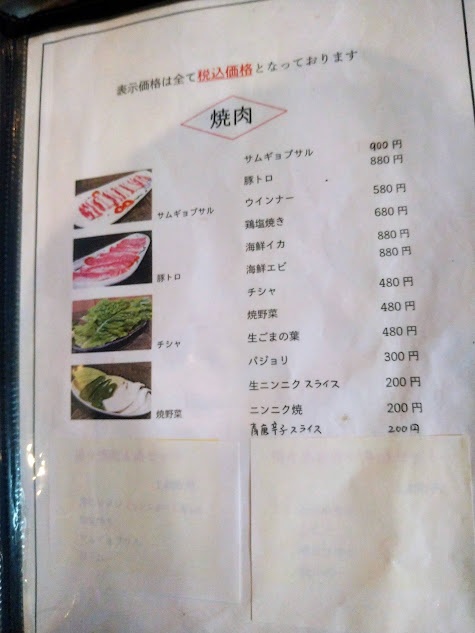 表示価格は全て税込価格となっております
焼肉
サムギョプサル 900円
豚トロ 880円
ウインナー 580円
鶏塩焼き 680円
海鮮イカ 880円
海鮮エビ 880円
チシャ 480円
焼野菜 480円
生ごまの葉 480円
パジョリ 300円
生ニンニク スライス 200円
ニンニク焼 200円
青唐辛子スライス 200円
サムギョプサル
豚トロ
チシャ
焼野菜